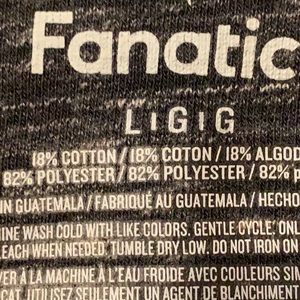 Fanatic
L|G|G
18% COTTON / 18% COTON / 18% ALGOD
82% POLYESTER / 82% POLYESTER / 82% P
IN GUATEMALA / FABRIQUÉ AU GUATEMALA / HECHO
INE WASH COLD WITH LIKE COLORS. GENTLE CYCLE. ONL
EACH WHEN NEEDED. TUMBLE DRY LOW. DO NOT IRON ON
VER À LA MACHINE À L'EAU FROIDE AVEC COULEURS SIM
UTILISEZ SEULEMENT UN AGENT DE BLANCHIMENT